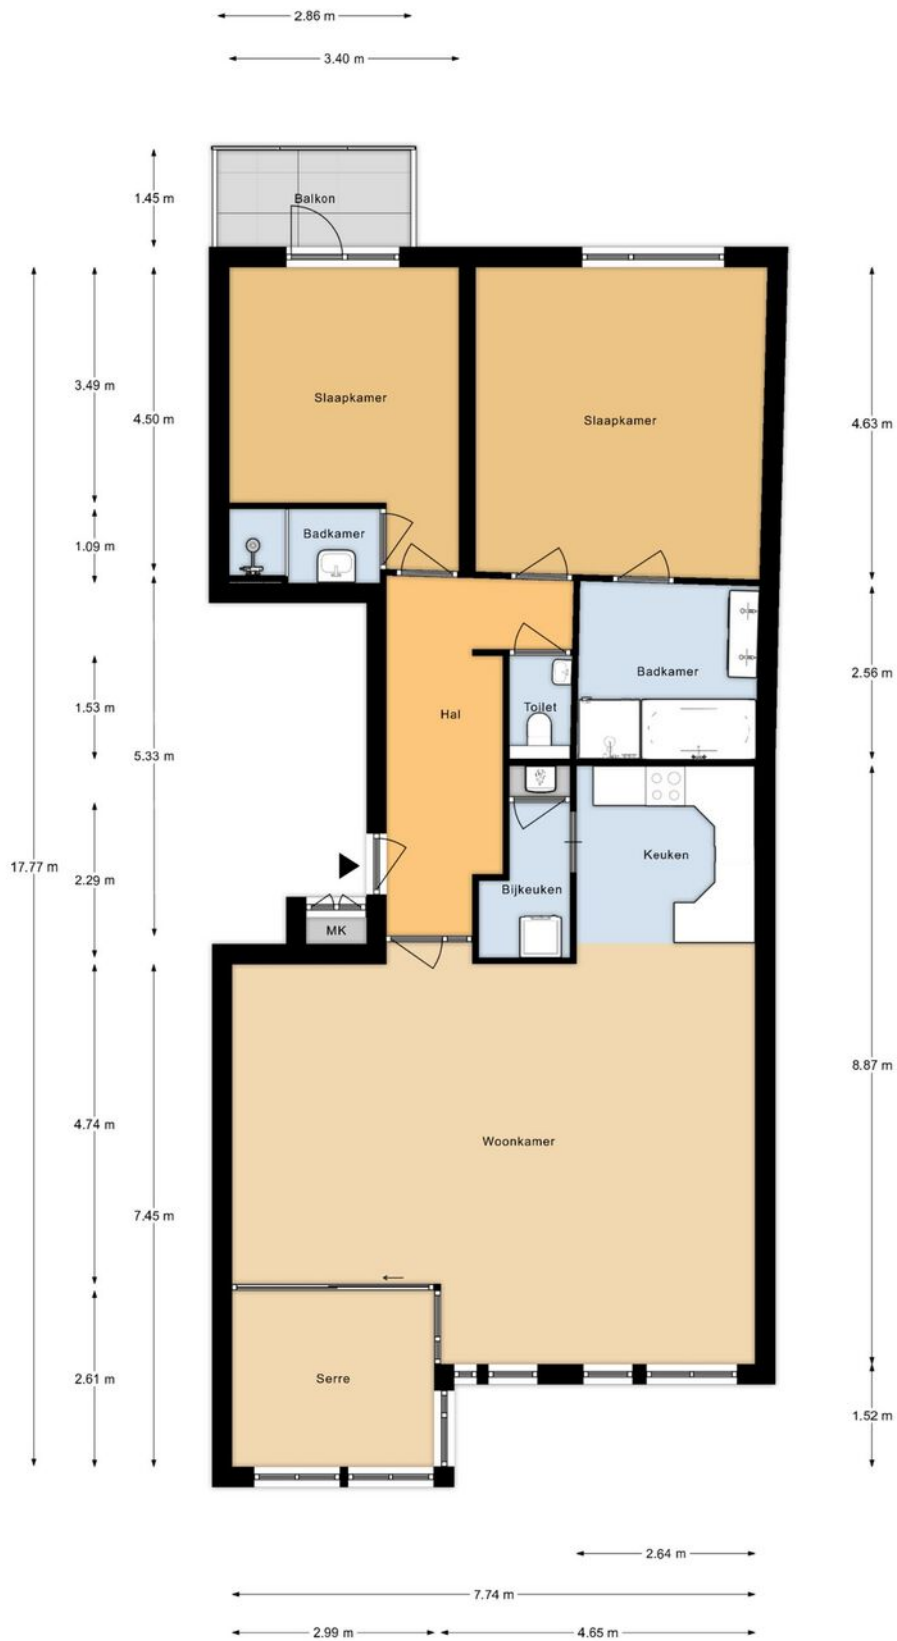 2.86 m
3.40 m
1.45 m
Balkon
3.49 m
4.50 m
Slaapkamer
Slaapkamer
4.63 m
1.09 m
Badkamer
1.53 m
5.33 m
Hal
Toilet
Badkamer
2.56 m
17.77 m
2.29 m
MK
Bijkeuken
Keuken
8.87 m
4.74 m
7.45 m
Woonkamer
2.61 m
Serre
1.52 m
2.64 m
7.74 m
2.99 m
4.65 m